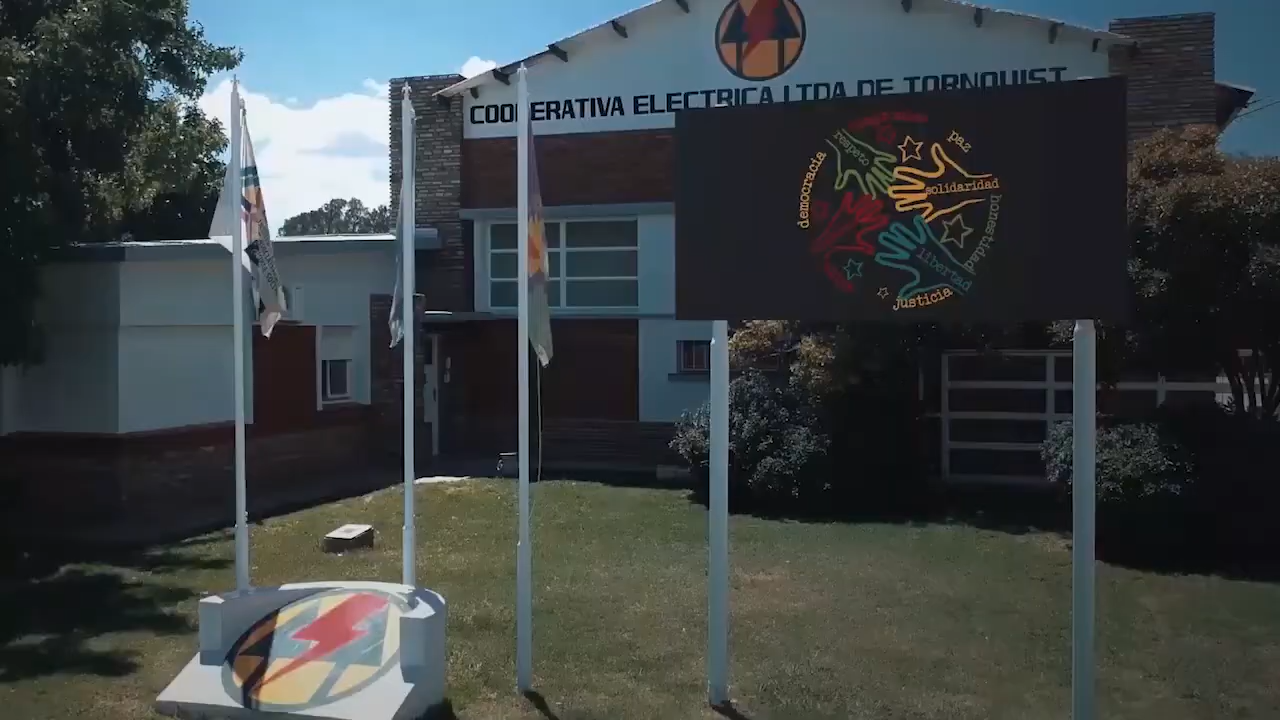 COOPERATIVA ELECTRICA LTDA DE TORNQUIST
respeto
paz
democracia
solidaridad
honestidad
libertad
justicia